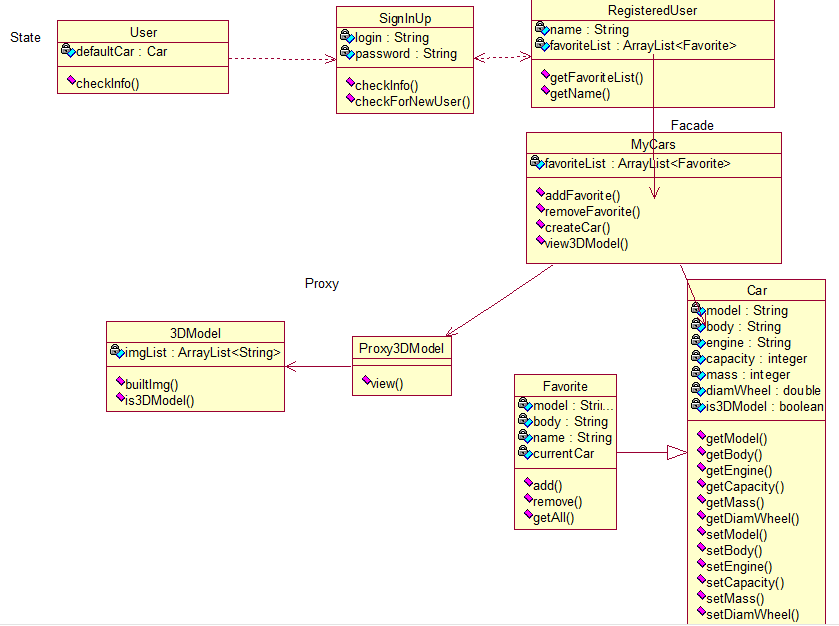 State
User
defaultCar : Car
checkInfo()
SignInUp
login : String
password : String
checkInfo()
checkForNewUser()
RegisteredUser
name : String
favoriteList : ArrayList<Favorite>
getFavoriteList()
getName()
Facade
MyCars
favoriteList : ArrayList<Favorite>
addFavorite()
removeFavorite()
createCar()
view3DModel()
Proxy
3DModel
imgList : ArrayList<String>
builtImg()
is3DModel()
Proxy3DModel
view()
Favorite
model : Strii...
body : String
name : String
currentCar
add()
remove()
getAll()
Car
model : String
body : String
engine : String
capacity : integer
mass : integer
diamWheel : double
is3DModel : boolean
getModel()
getBody()
getEngine()
getCapacity()
getMass()
getDiamWheel()
setModel()
setBody()
setEngine()
setCapacity()
setMass()
setDiamWheel()